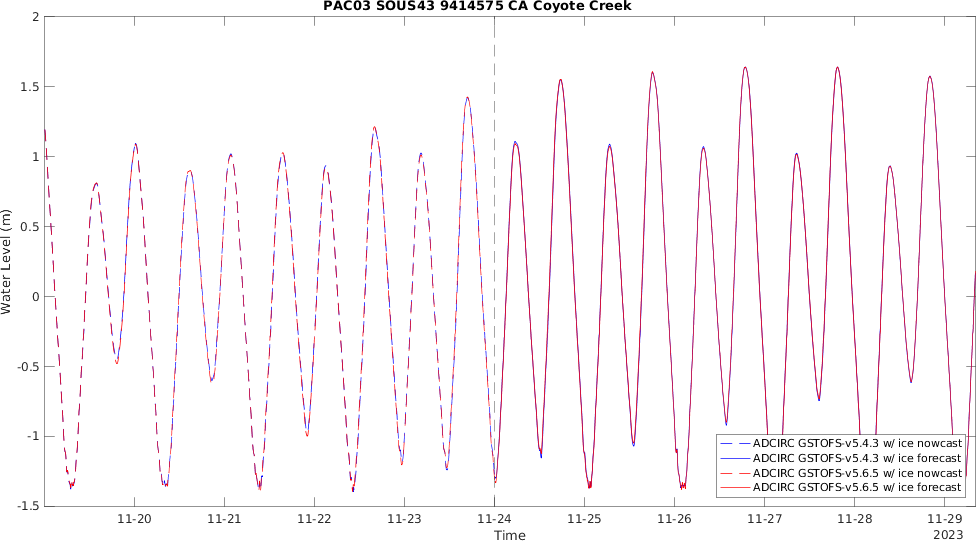 PAC03 SOUS43 9414575 CA Coyote Creek
2
1.5
1
0.5
0
-0.5
-1
-1.5
Water Level (m)
ADCIRC GSTOFS-v5.4.3 w/ ice nowcast
ADCIRC GSTOFS-v5.4.3 w/ ice forecast
ADCIRC GSTOFS-v5.6.5 w/ ice nowcast
ADCIRC GSTOFS-v5.6.5 w/ ice forecast
11-20 11-21 11-22 11-23 11-24 11-25 11-26 11-27 11-28 11-29
Time 2023